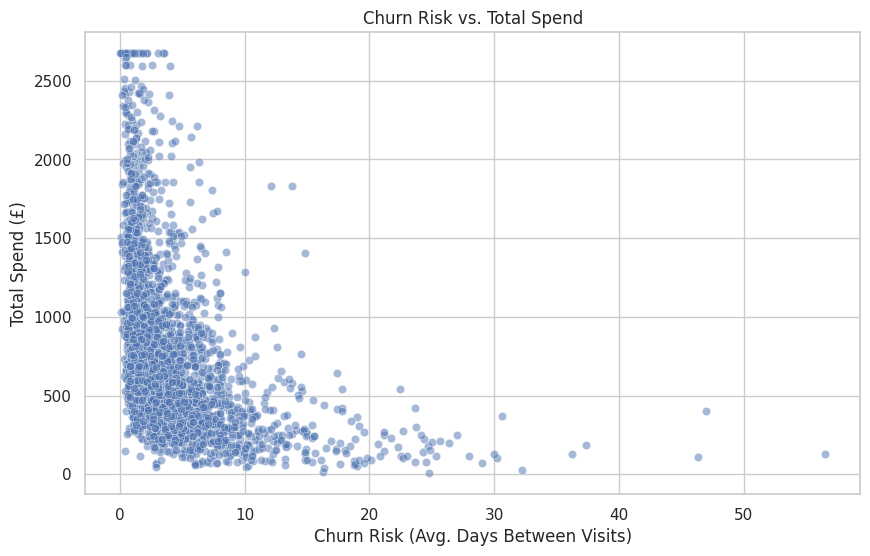 Churn Risk vs. Total Spend
Total Spend (£)
2500
2000
1500
1000
500
0
0 10 20 30 40 50
Churn Risk (Avg. Days Between Visits)